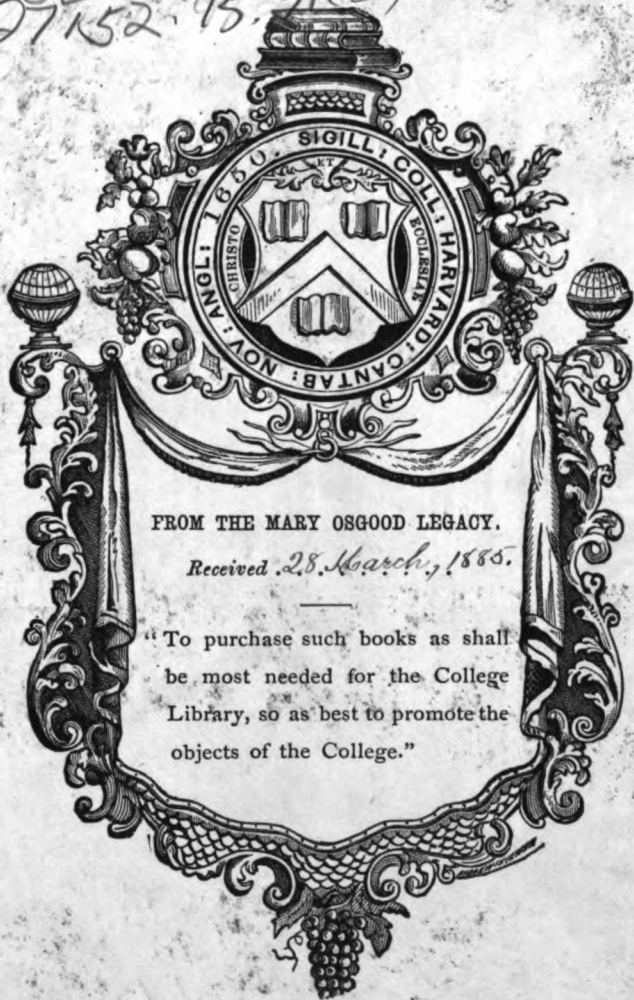 27152.15.
1650. SIGILL: COLL: HARVARD: CANTAB: NOV: ANGL:
ET
CHRISTO
ECCLESIAE
FROM THE MARY OSGOOD LEGACY.
Received 28 March, 1885.
“To purchase such books as shall
be most needed for the College
Library, so as best to promote the
objects of the College.”